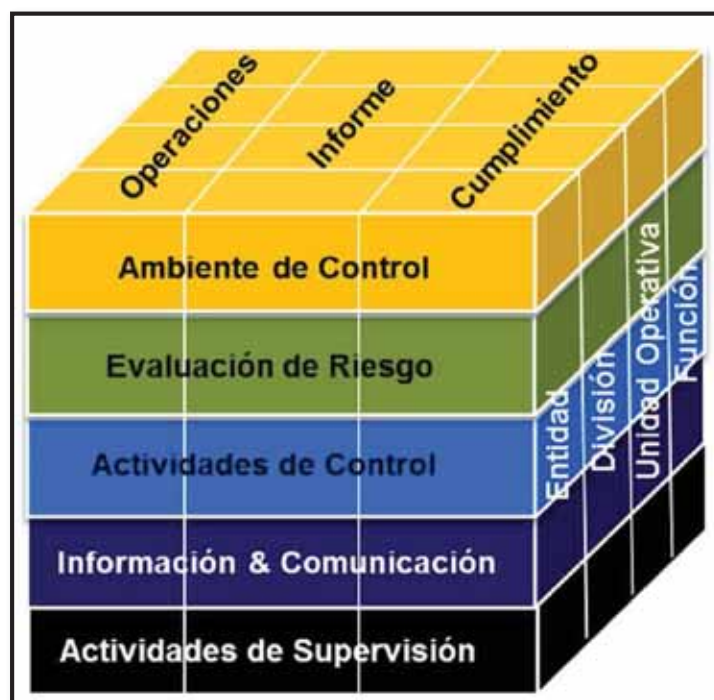 Operaciones
Informe
Cumplimiento
Ambiente de Control
Evaluación de Riesgo
Actividades de Control
Información & Comunicación
Actividades de Supervisión
Entidad
División
Unidad Operativa
Función